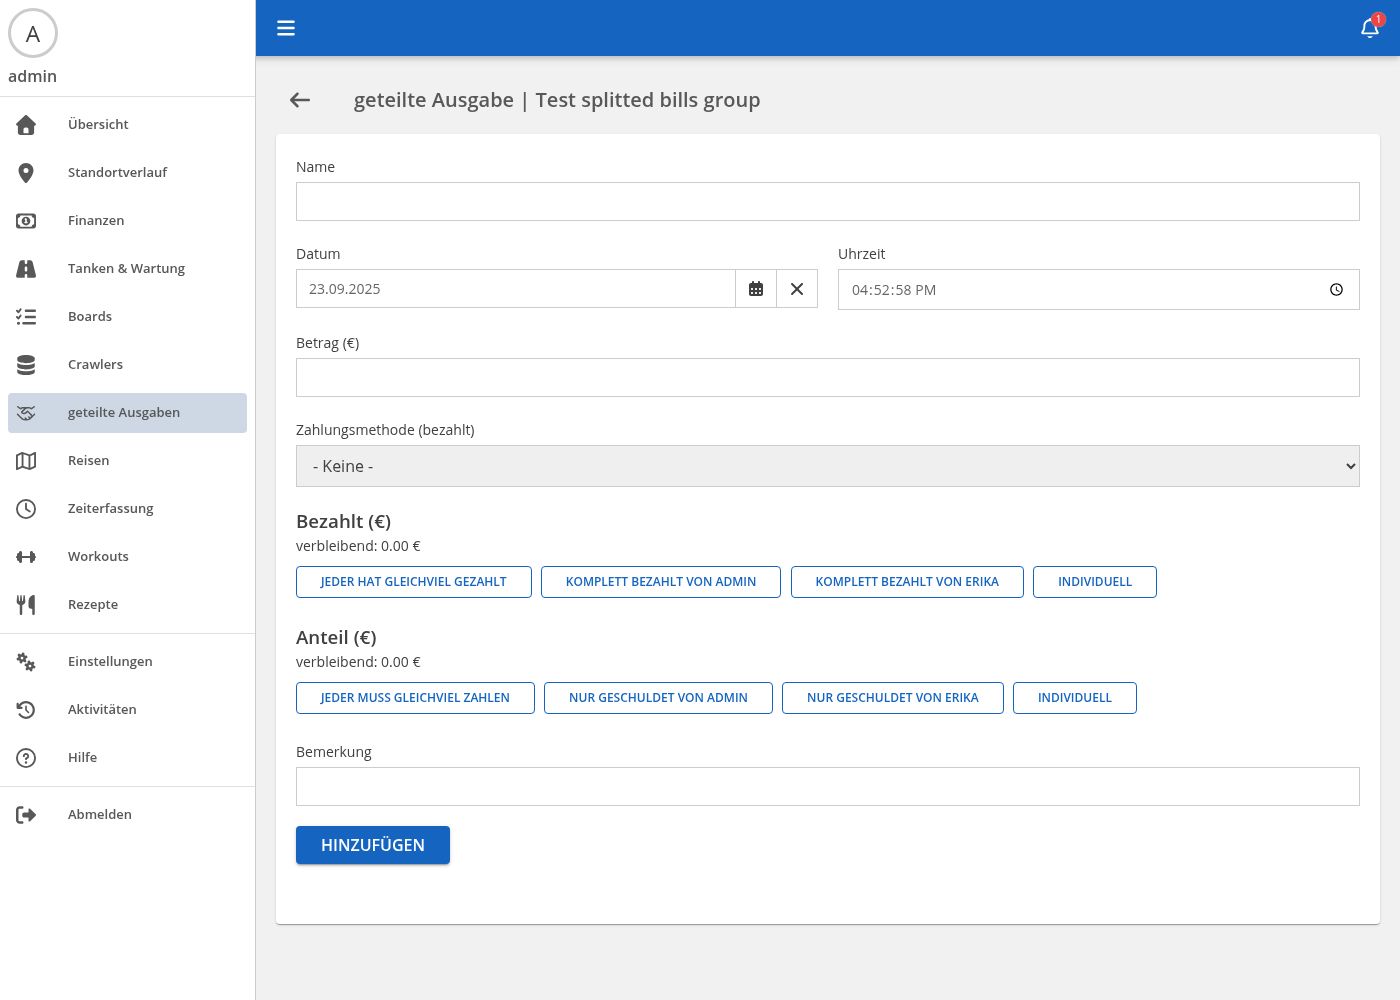 A
admin
Übersicht
Standortverlauf
Finanzen
Tanken & Wartung
Boards
Crawlers
geteilte Ausgaben
Reisen
Zeiterfassung
Workouts
Rezepte
Einstellungen
Aktivitäten
Hilfe
Abmelden
1
geteilte Ausgabe | Test splitted bills group
Name
Datum
Uhrzeit
23.09.2025
04:52:58 PM
Betrag (€)
Zahlungsmethode (bezahlt)
- Keine -
Bezahlt (€)
verbleibend: 0.00 €
JEDER HAT GLEICHVIEL GEZAHLT
KOMPLETT BEZAHLT VON ADMIN
KOMPLETT BEZAHLT VON ERIKA
INDIVIDUELL
Anteil (€)
verbleibend: 0.00 €
JEDER MUSS GLEICHVIEL ZAHLEN
NUR GESCHULDET VON ADMIN
NUR GESCHULDET VON ERIKA
INDIVIDUELL
Bemerkung
HINZUFÜGEN